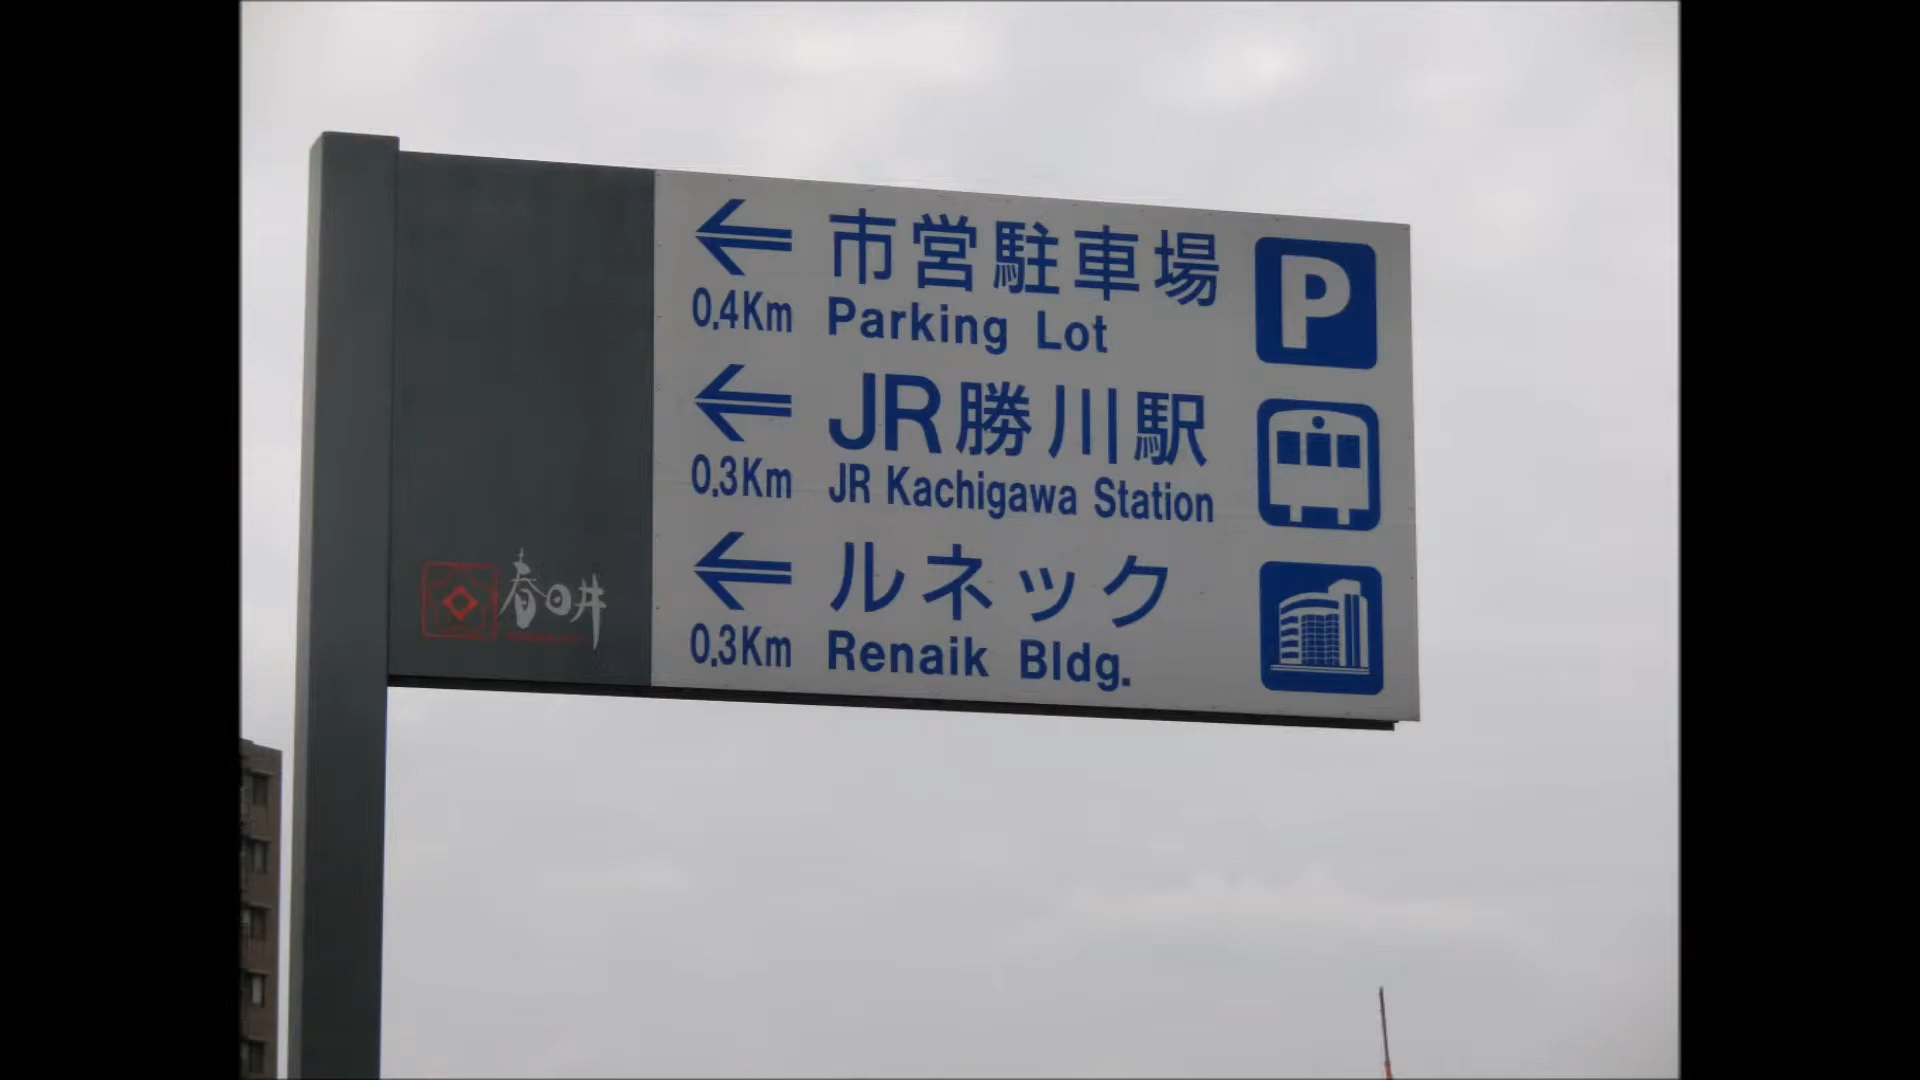 ← 市営駐車場 P
0.4Km Parking Lot
← JR勝川駅
0.3Km JR Kachigawa Station
← ルネック
0.3Km Renaik Bldg.
春日井